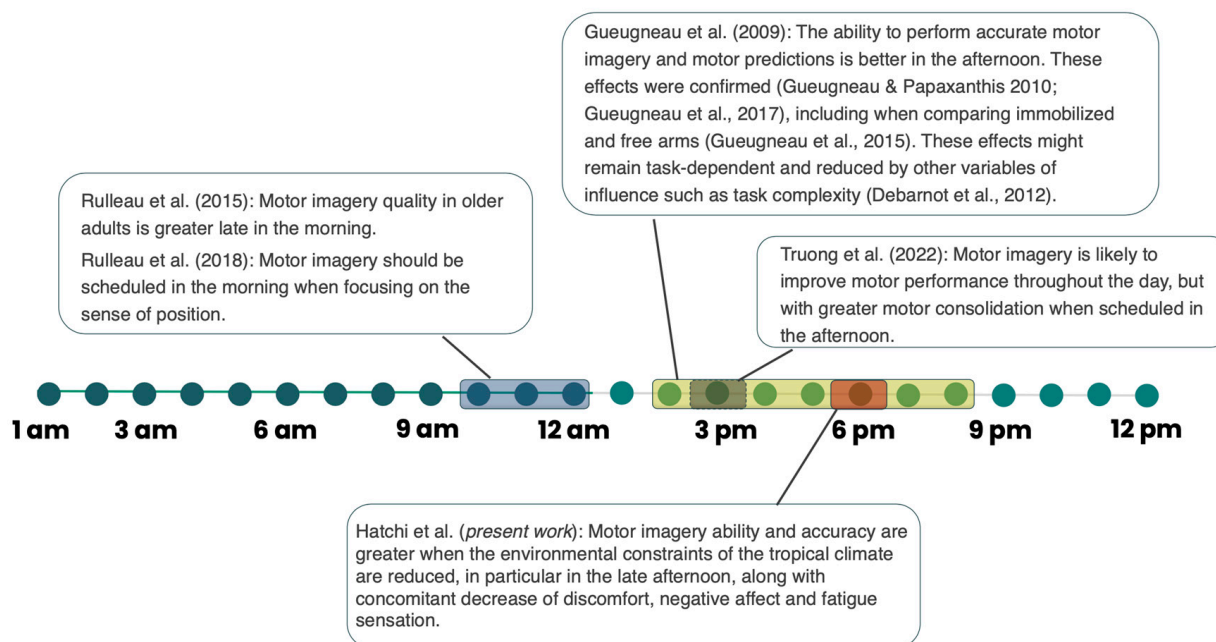 Gueugneau et al. (2009): The ability to perform accurate motor
imagery and motor predictions is better in the afternoon. These
effects were confirmed (Gueugneau & Papaxanthis 2010;
Gueugneau et al., 2017), including when comparing immobilized
and free arms (Gueugneau et al., 2015). These effects might
remain task-dependent and reduced by other variables of
influence such as task complexity (Debarnot et al., 2012).
Rulleau et al. (2015): Motor imagery quality in older
adults is greater late in the morning.
Rulleau et al. (2018): Motor imagery should be
scheduled in the morning when focusing on the
sense of position.
Truong et al. (2022): Motor imagery is likely to
improve motor performance throughout the day, but
with greater motor consolidation when scheduled in
the afternoon.
1 am 3 am 6 am 9 am 12 am 3 pm 6 pm 9 pm 12 pm
Hatchi et al. (present work): Motor imagery ability and accuracy are
greater when the environmental constraints of the tropical climate
are reduced, in particular in the late afternoon, along with
concomitant decrease of discomfort, negative affect and fatigue
sensation.